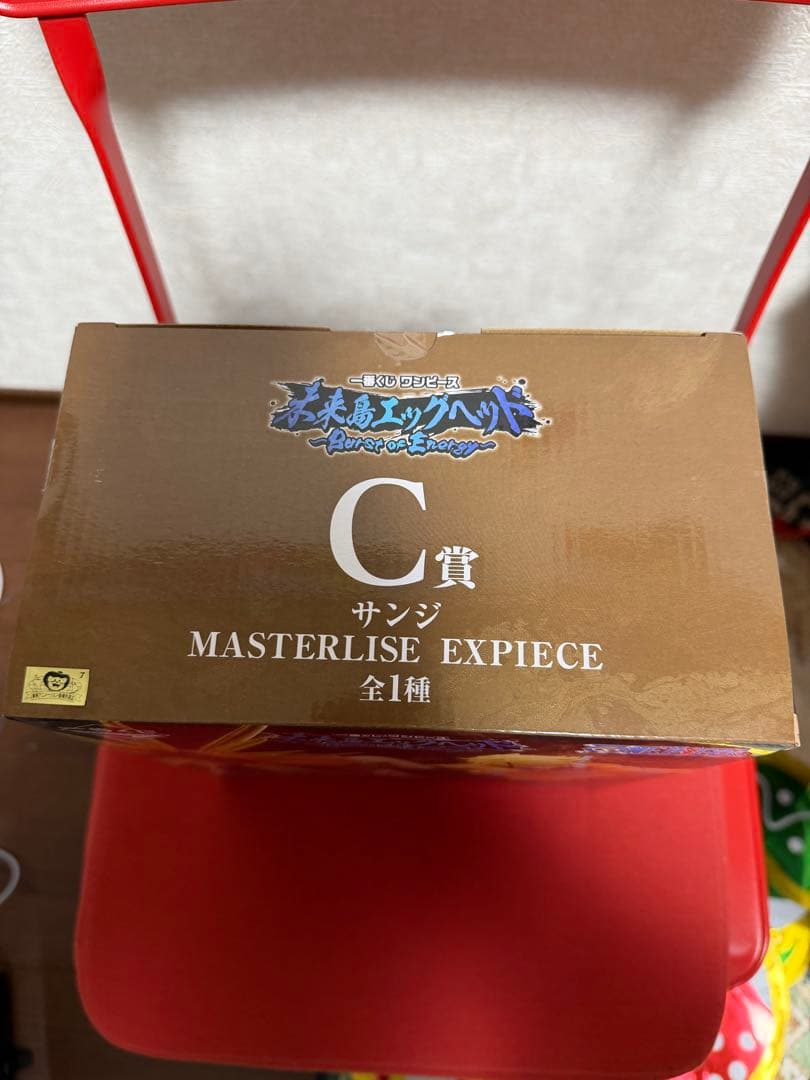 一番くじ ワンピース
未来島エッグヘッド
～Burst of Energy～
C賞
サンジ
MASTERLISE EXPIECE
全1種